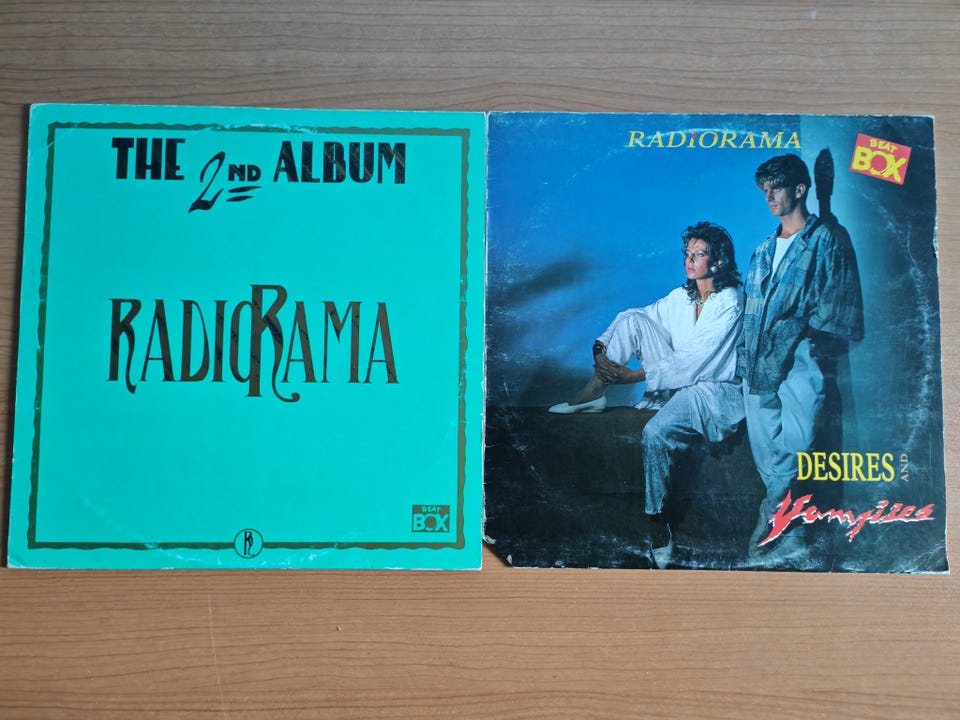 THE 2ND ALBUM
RADIORAMA
BEAT
BOX
R
RADIORAMA
BEAT
BOX
DESIRES AND
Vampires